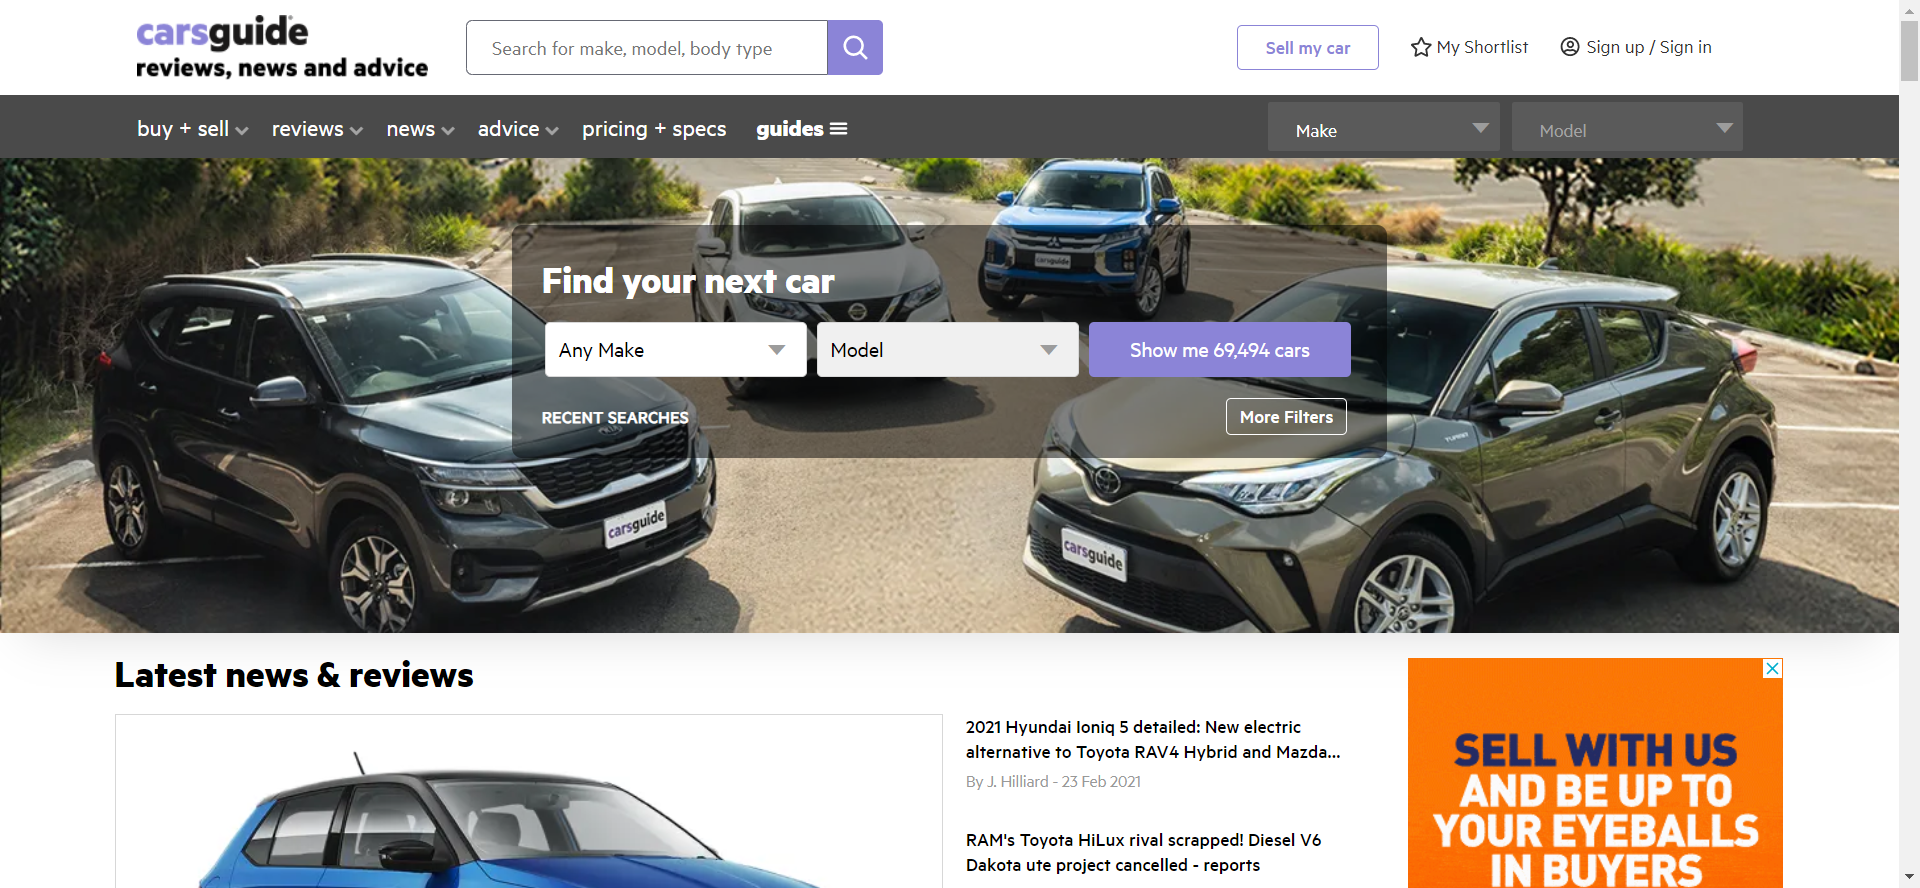 carsguide
reviews, news and advice
Search for make, model, body type
Sell my car
My Shortlist
Sign up / Sign in
buy + sell
reviews
news
advice
pricing + specs
guides
Make
Model
Find your next car
Any Make
Model
Show me 69,494 cars
RECENT SEARCHES
More Filters
carsguide
carsguide
carsguide
Latest news & reviews
2021 Hyundai Ioniq 5 detailed: New electric
alternative to Toyota RAV4 Hybrid and Mazda...
By J. Hilliard - 23 Feb 2021
RAM's Toyota HiLux rival scrapped! Diesel V6
Dakota ute project cancelled - reports
SELL WITH US
AND BE UP TO
YOUR EYEBALLS
IN BUYERS